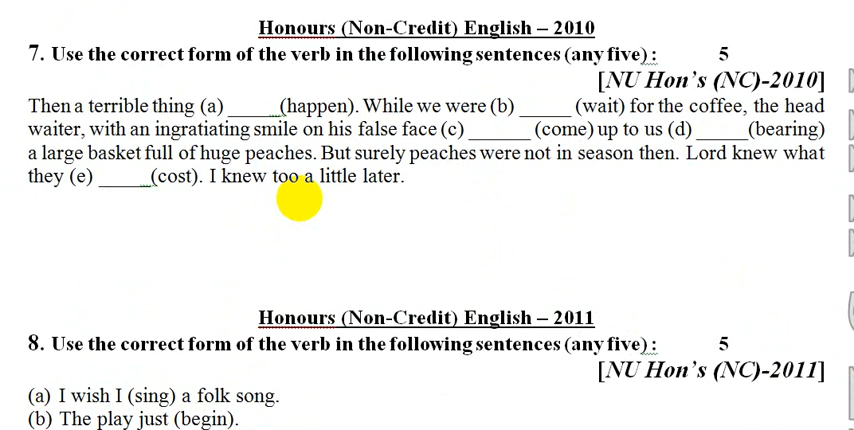 Honours (Non-Credit) English – 2010
7. Use the correct form of the verb in the following sentences (any five) : 5
[NU Hon's (NC)-2010]
Then a terrible thing (a) _____(happen). While we were (b) _____ (wait) for the coffee, the head
waiter, with an ingratiating smile on his false face (c) ______ (come) up to us (d) _____(bearing)
a large basket full of huge peaches. But surely peaches were not in season then. Lord knew what
they (e) _____(cost). I knew too a little later.
Honours (Non-Credit) English – 2011
8. Use the correct form of the verb in the following sentences (any five) : 5
[NU Hon's (NC)-2011]
(a) I wish I (sing) a folk song.
(b) The play just (begin).